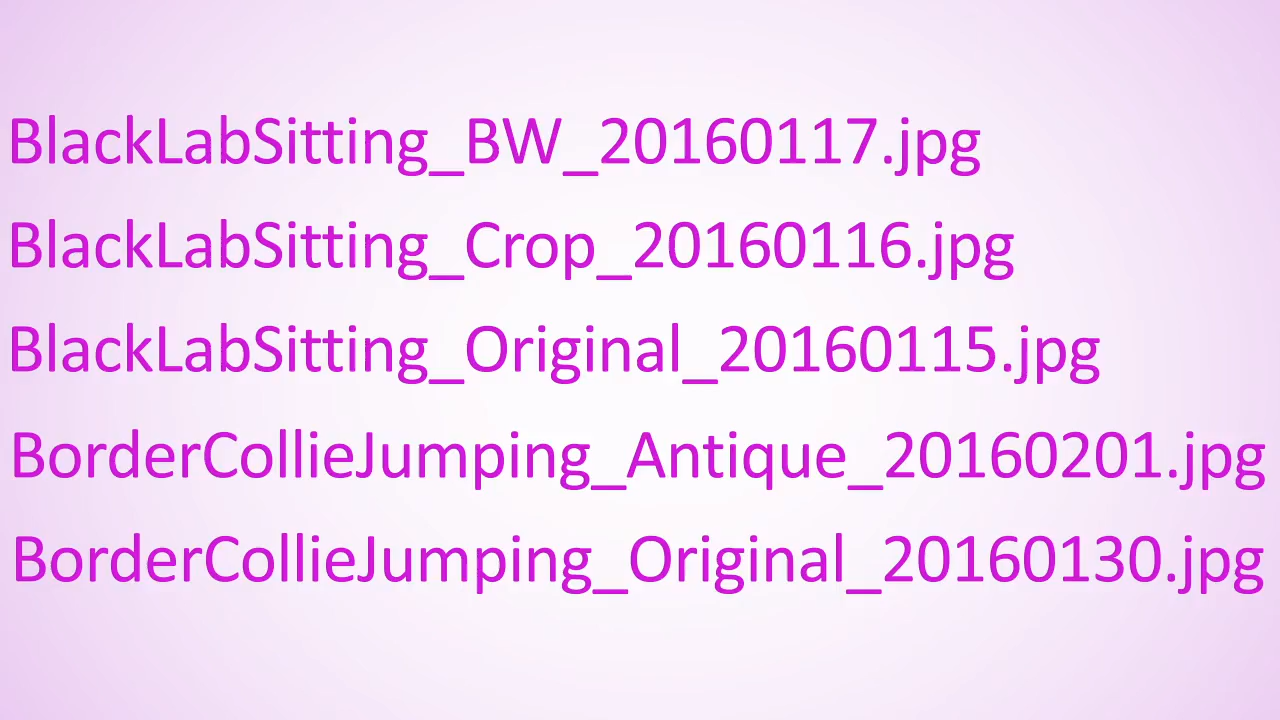 BlackLabSitting_BW_20160117.jpg
BlackLabSitting_Crop_20160116.jpg
BlackLabSitting_Original_20160115.jpg
BorderCollieJumping_Antique_20160201.jpg
BorderCollieJumping_Original_20160130.jpg